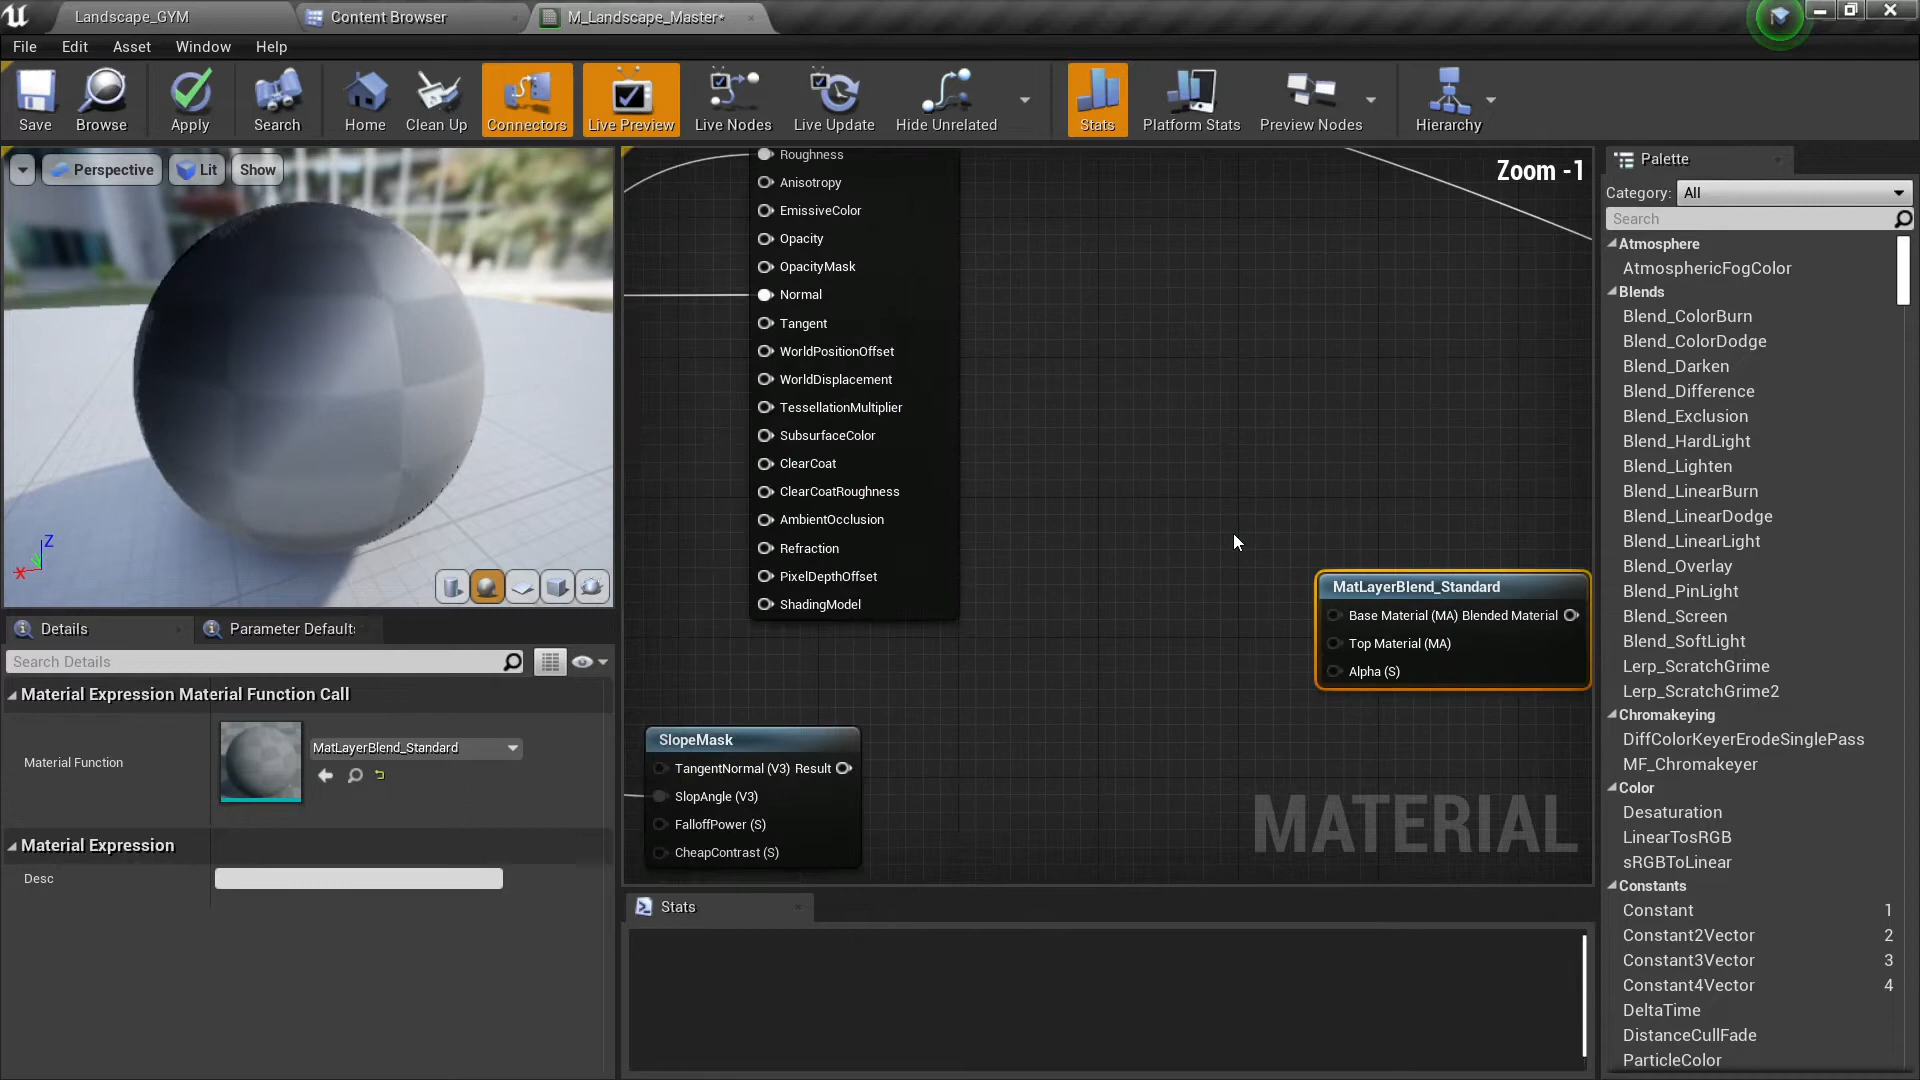 Landscape_GYM
Content Browser
M_Landscape_Master*
File
Edit
Asset
Window
Help
Save
Browse
Apply
Search
Home
Clean Up
Connectors
Live Preview
Live Nodes
Live Update
Hide Unrelated
Stats
Platform Stats
Preview Nodes
Hierarchy
Perspective
Lit
Show
Z
X
Details
Parameter Default
Search Details
Material Expression Material Function Call
Material Function
MatLayerBlend_Standard
Material Expression
Desc
Zoom -1
Roughness
Anisotropy
EmissiveColor
Opacity
OpacityMask
Normal
Tangent
WorldPositionOffset
WorldDisplacement
TessellationMultiplier
SubsurfaceColor
ClearCoat
ClearCoatRoughness
AmbientOcclusion
Refraction
PixelDepthOffset
ShadingModel
MatLayerBlend_Standard
Base Material (MA) Blended Material
Top Material (MA)
Alpha (S)
SlopeMask
TangentNormal (V3) Result
SlopAngle (V3)
FalloffPower (S)
CheapContrast (S)
MATERIAL
Stats
Palette
Category:
All
Search
Atmosphere
AtmosphericFogColor
Blends
Blend_ColorBurn
Blend_ColorDodge
Blend_Darken
Blend_Difference
Blend_Exclusion
Blend_HardLight
Blend_Lighten
Blend_LinearBurn
Blend_LinearDodge
Blend_LinearLight
Blend_Overlay
Blend_PinLight
Blend_Screen
Blend_SoftLight
Lerp_ScratchGrime
Lerp_ScratchGrime2
Chromakeying
DiffColorKeyerErodeSinglePass
MF_Chromakeyer
Color
Desaturation
LinearTosRGB
sRGBToLinear
Constants
Constant 1
Constant2Vector 2
Constant3Vector 3
Constant4Vector 4
DeltaTime
DistanceCullFade
ParticleColor